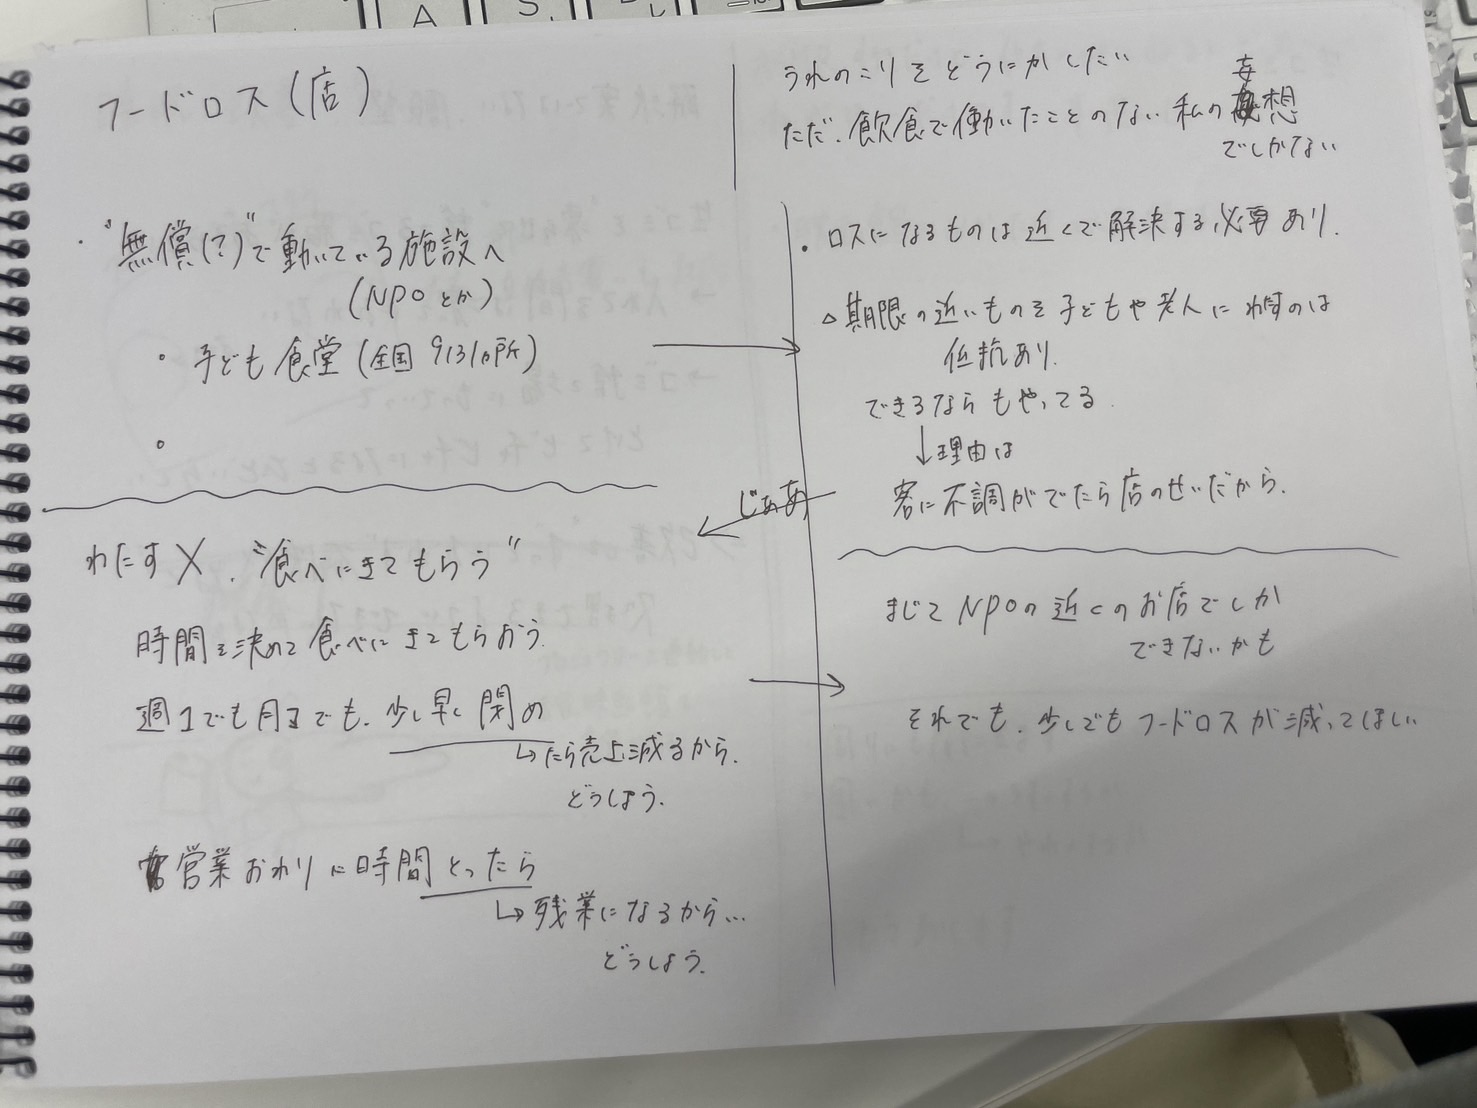 フードロス(店)
うれのこりをどうにかしたい
ただ、飲食で働いたことのない私の妄想
でしかない
・"無償(?)"で動いている施設へ
(NPOとか)
・子ども食堂(全国 9131ヵ所)
・ロスになるものは近くで解決する必要あり.
△期限の近いものを子どもや老人にわたすのは
低抗あり.
できるならもやってる
↓理由は
客に不調がでたら店のせいだから.
じゃあ
わたす✕、"食べにきてもらう"
時間を決めて食べにきてもらおう.
週1でも月1でも、少し早く閉め
↳たら売上減るから.
どうしよう.
営業おわりに時間とったら
↳残業になるから…
どうしよう.
まじでNPOの近くのお店でしか
できないかも
それでも、少しでもフードロスが減ってほしい